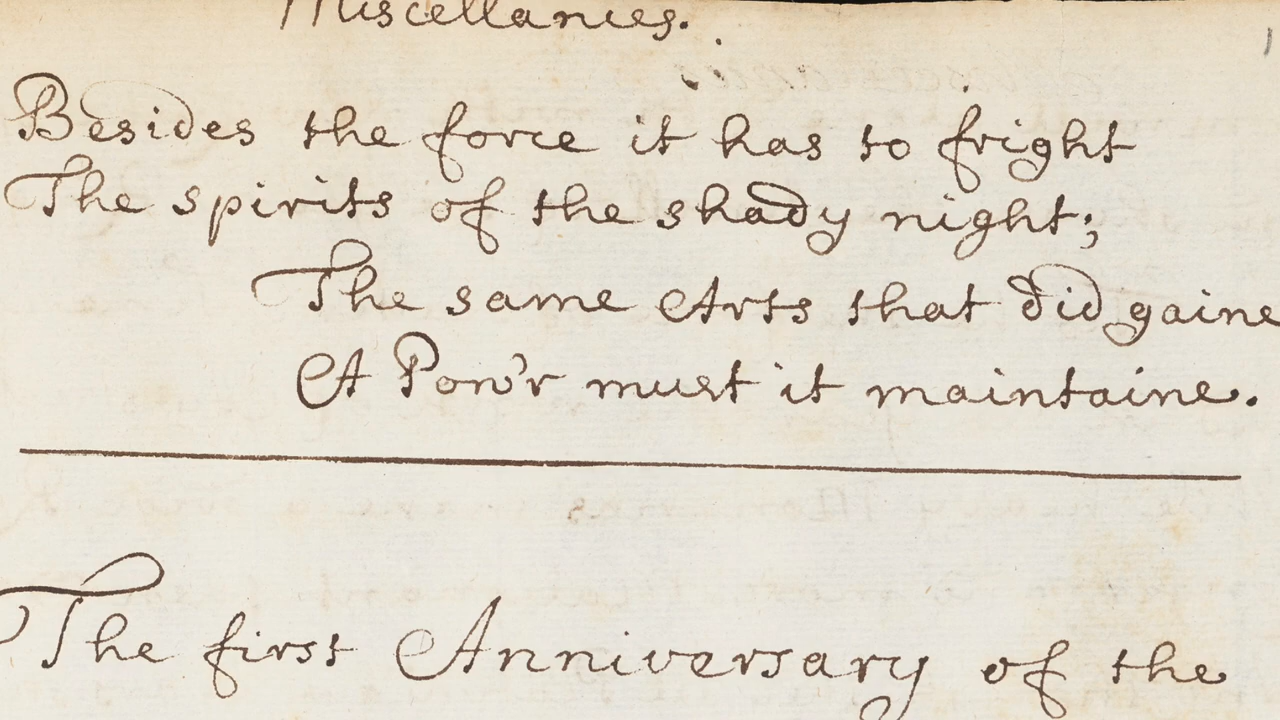 Miscellanies.
Besides the force it has to fright
The spirits of the shady night;
The same Arts that did gaine
A Pow'r must it maintaine.
The first Anniversary of the